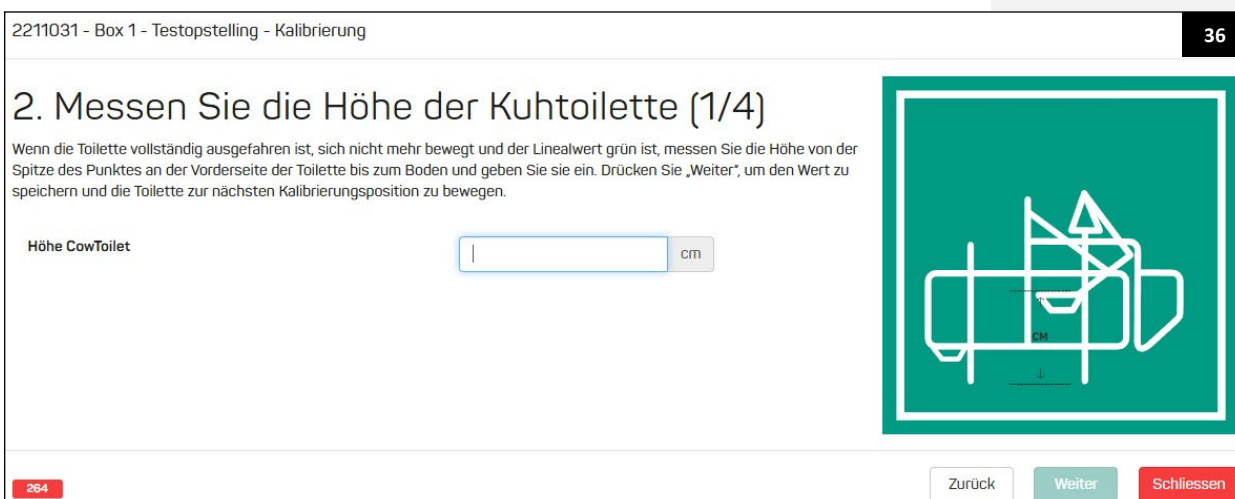 2211031 - Box 1 - Testopstelling - Kalibrierung
36
2. Messen Sie die Höhe der Kuhtoilette (1/4)
Wenn die Toilette vollständig ausgefahren ist, sich nicht mehr bewegt und der Linealwert grün ist, messen Sie die Höhe von der
Spitze des Punktes an der Vorderseite der Toilette bis zum Boden und geben Sie sie ein. Drücken Sie „Weiter", um den Wert zu
speichern und die Toilette zur nächsten Kalibrierungsposition zu bewegen.
Höhe CowToilet
cm
CM
264
Zurück
Weiter
Schliessen